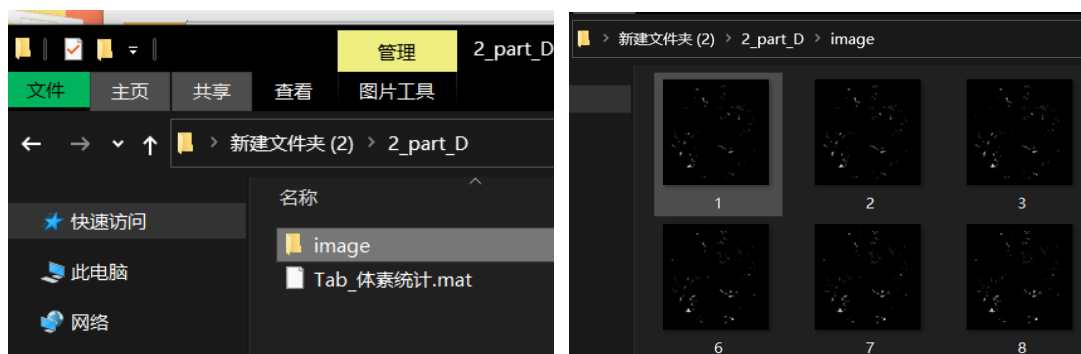 管理 2_part_D
文件 主页 共享 查看 图片工具
新建文件夹 (2) 2_part_D
名称
快速访问
image
此电脑
Tab_体素统计.mat
网络
新建文件夹 (2) 2_part_D image
1 2 3
6 7 8